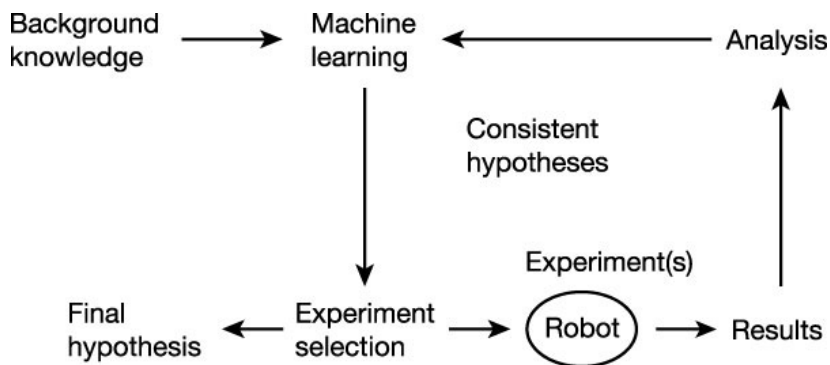 Background
knowledge
Machine
learning
Analysis
Consistent
hypotheses
Experiment(s)
Final
hypothesis
Experiment
selection
Robot
Results